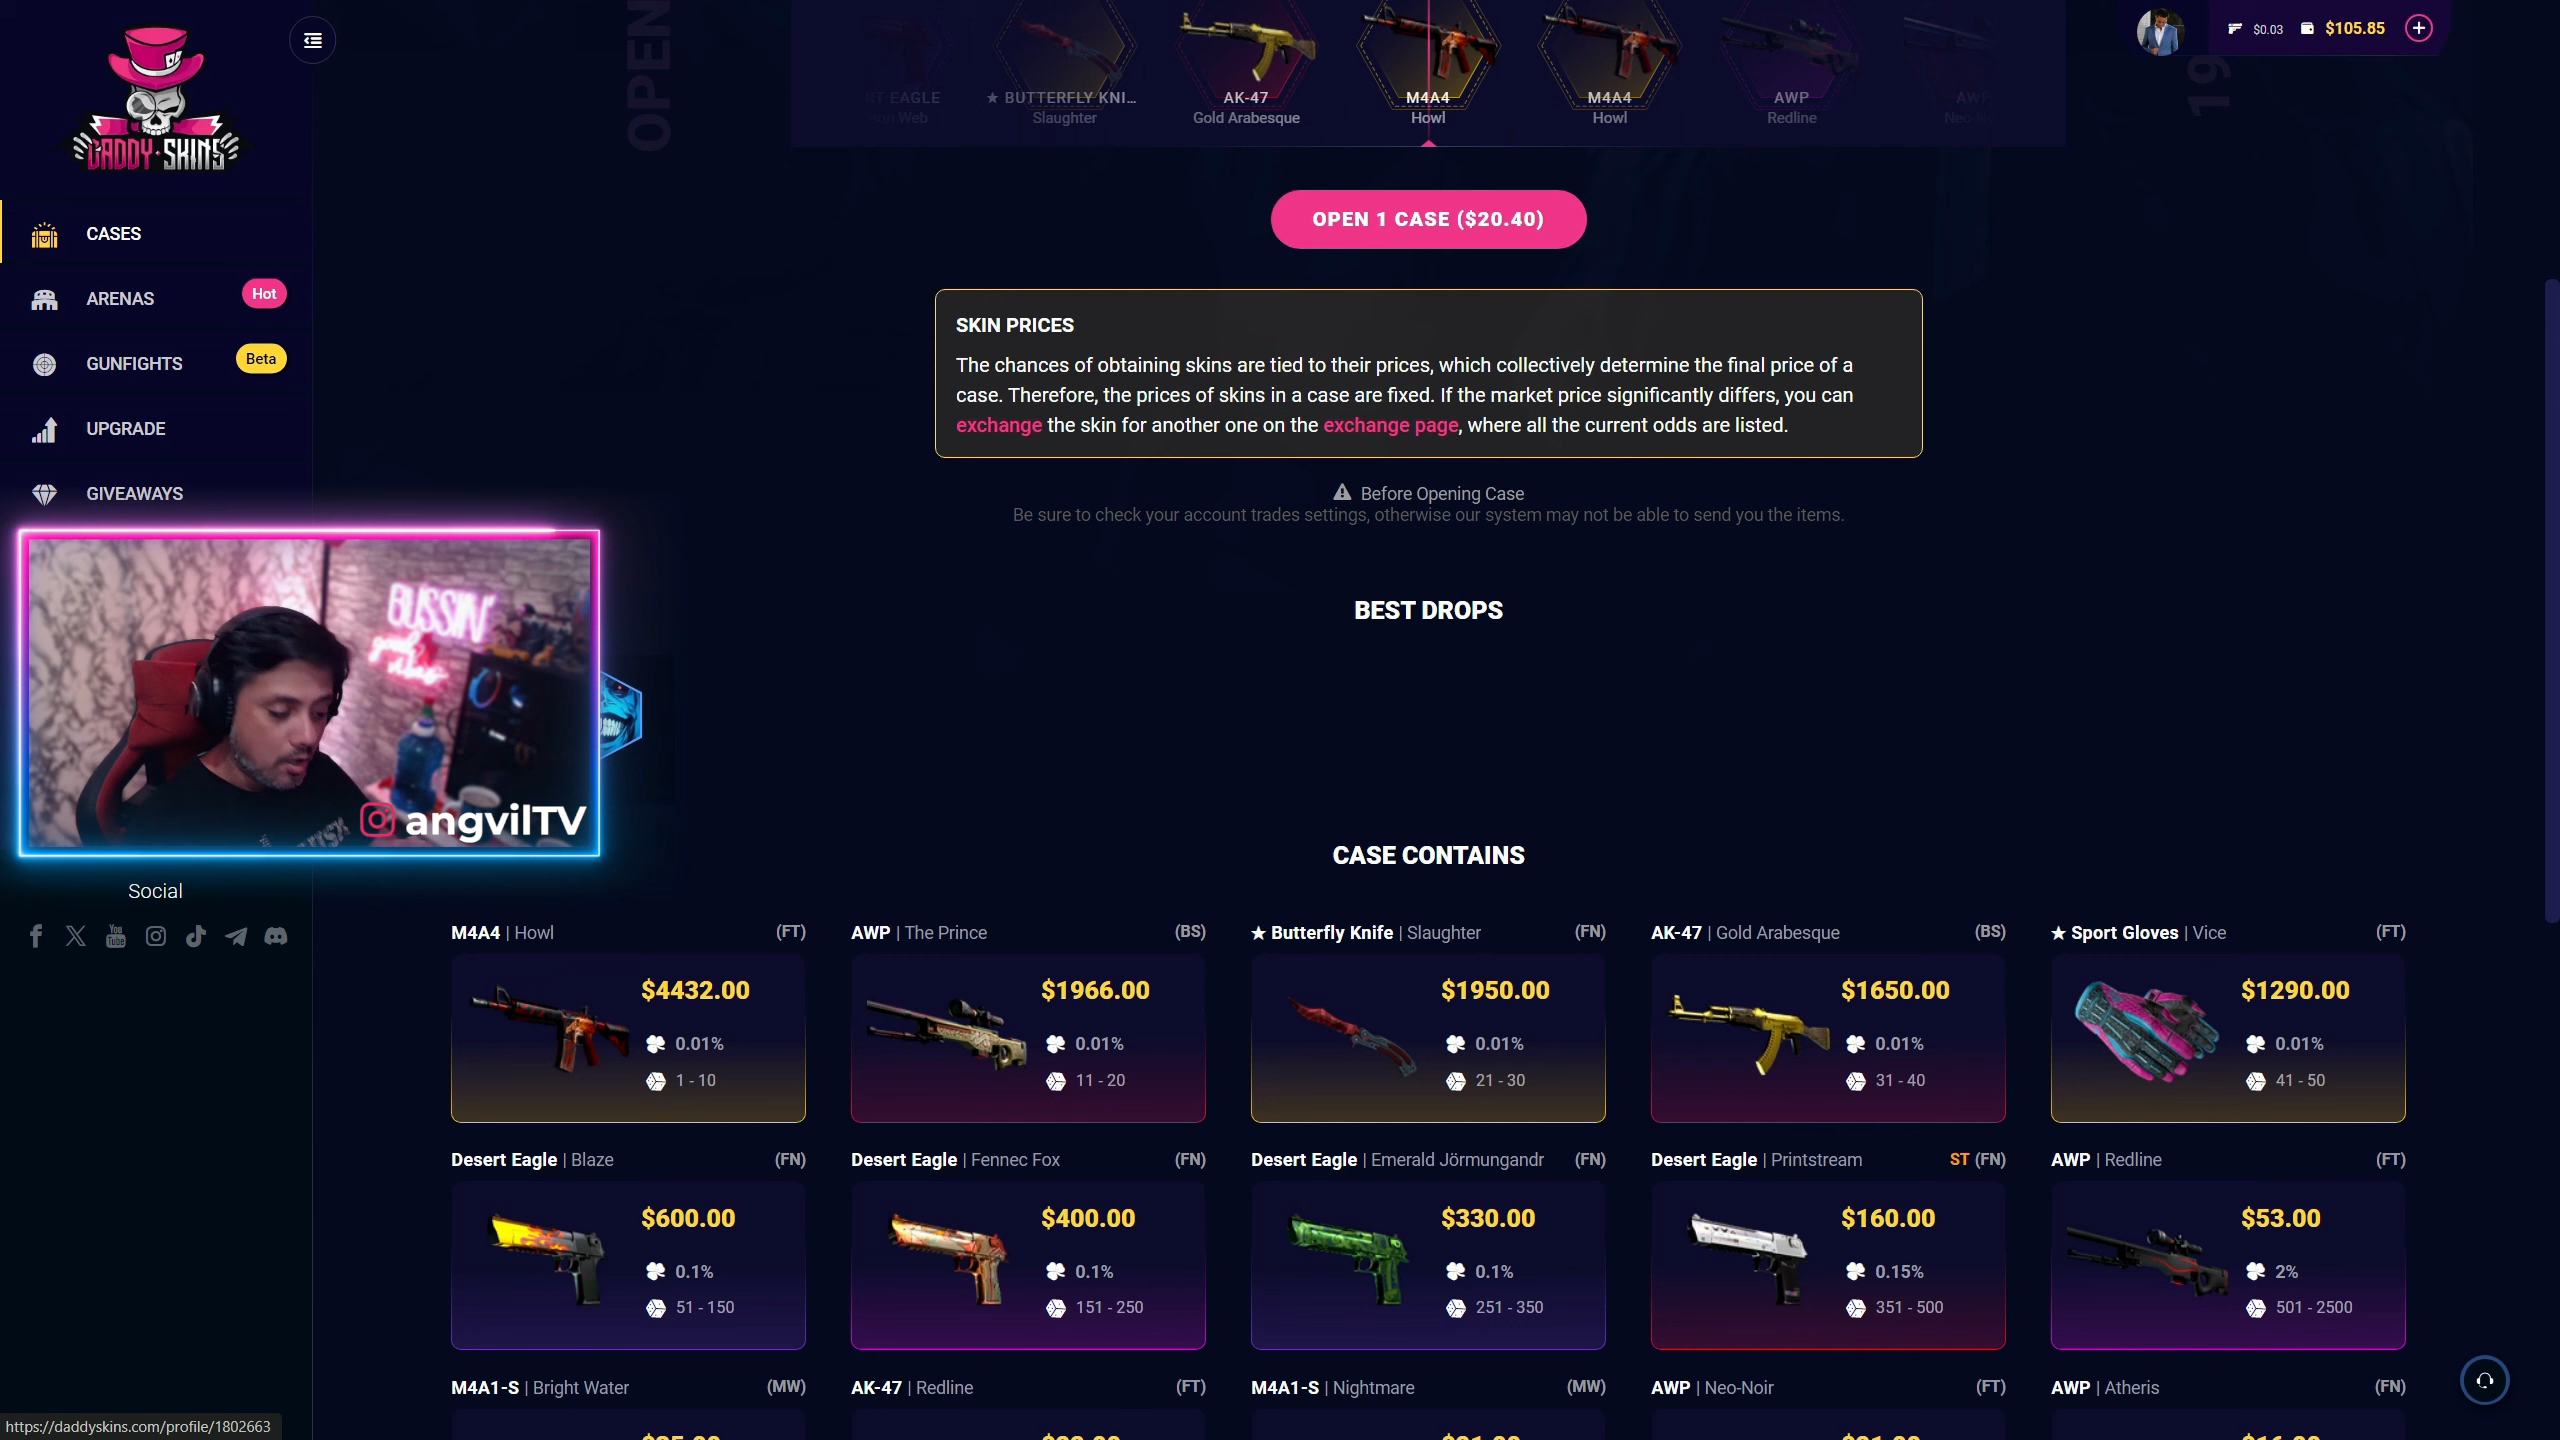 DADDY SKINS
CASES
ARENAS
Hot
GUNFIGHTS
Beta
UPGRADE
GIVEAWAYS
OPEN
19
$0.03
$105.85
★ BUTTERFLY KNI...
Slaughter
AK-47
Gold Arabesque
M4A4
Howl
M4A4
Howl
AWP
Redline
OPEN 1 CASE ($20.40)
SKIN PRICES
The chances of obtaining skins are tied to their prices, which collectively determine the final price of a
case. Therefore, the prices of skins in a case are fixed. If the market price significantly differs, you can
exchange the skin for another one on the exchange page, where all the current odds are listed.
Before Opening Case
Be sure to check your account trades settings, otherwise our system may not be able to send you the items.
BEST DROPS
BUSSIN'
good
vibes
angvilTV
Social
CASE CONTAINS
M4A4 | Howl (FT)
$4432.00
0.01%
1 - 10
AWP | The Prince (BS)
$1966.00
0.01%
11 - 20
★ Butterfly Knife | Slaughter (FN)
$1950.00
0.01%
21 - 30
AK-47 | Gold Arabesque (BS)
$1650.00
0.01%
31 - 40
★ Sport Gloves | Vice (FT)
$1290.00
0.01%
41 - 50
Desert Eagle | Blaze (FN)
$600.00
0.1%
51 - 150
Desert Eagle | Fennec Fox (FN)
$400.00
0.1%
151 - 250
Desert Eagle | Emerald Jörmungandr (FN)
$330.00
0.1%
251 - 350
Desert Eagle | Printstream ST (FN)
$160.00
0.15%
351 - 500
AWP | Redline (FT)
$53.00
2%
501 - 2500
M4A1-S | Bright Water (MW)
AK-47 | Redline (FT)
M4A1-S | Nightmare (MW)
AWP | Neo-Noir (FT)
AWP | Atheris (FN)
https://daddyskins.com/profile/1802663